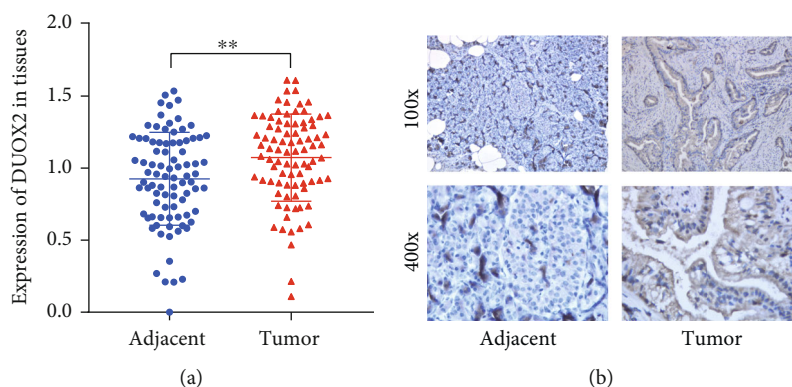 2.0
**
1.5
1.0
0.5
0.0
Expression of DUOX2 in tissues
Adjacent
Tumor
(a)
100x
400x
Adjacent
Tumor
(b)